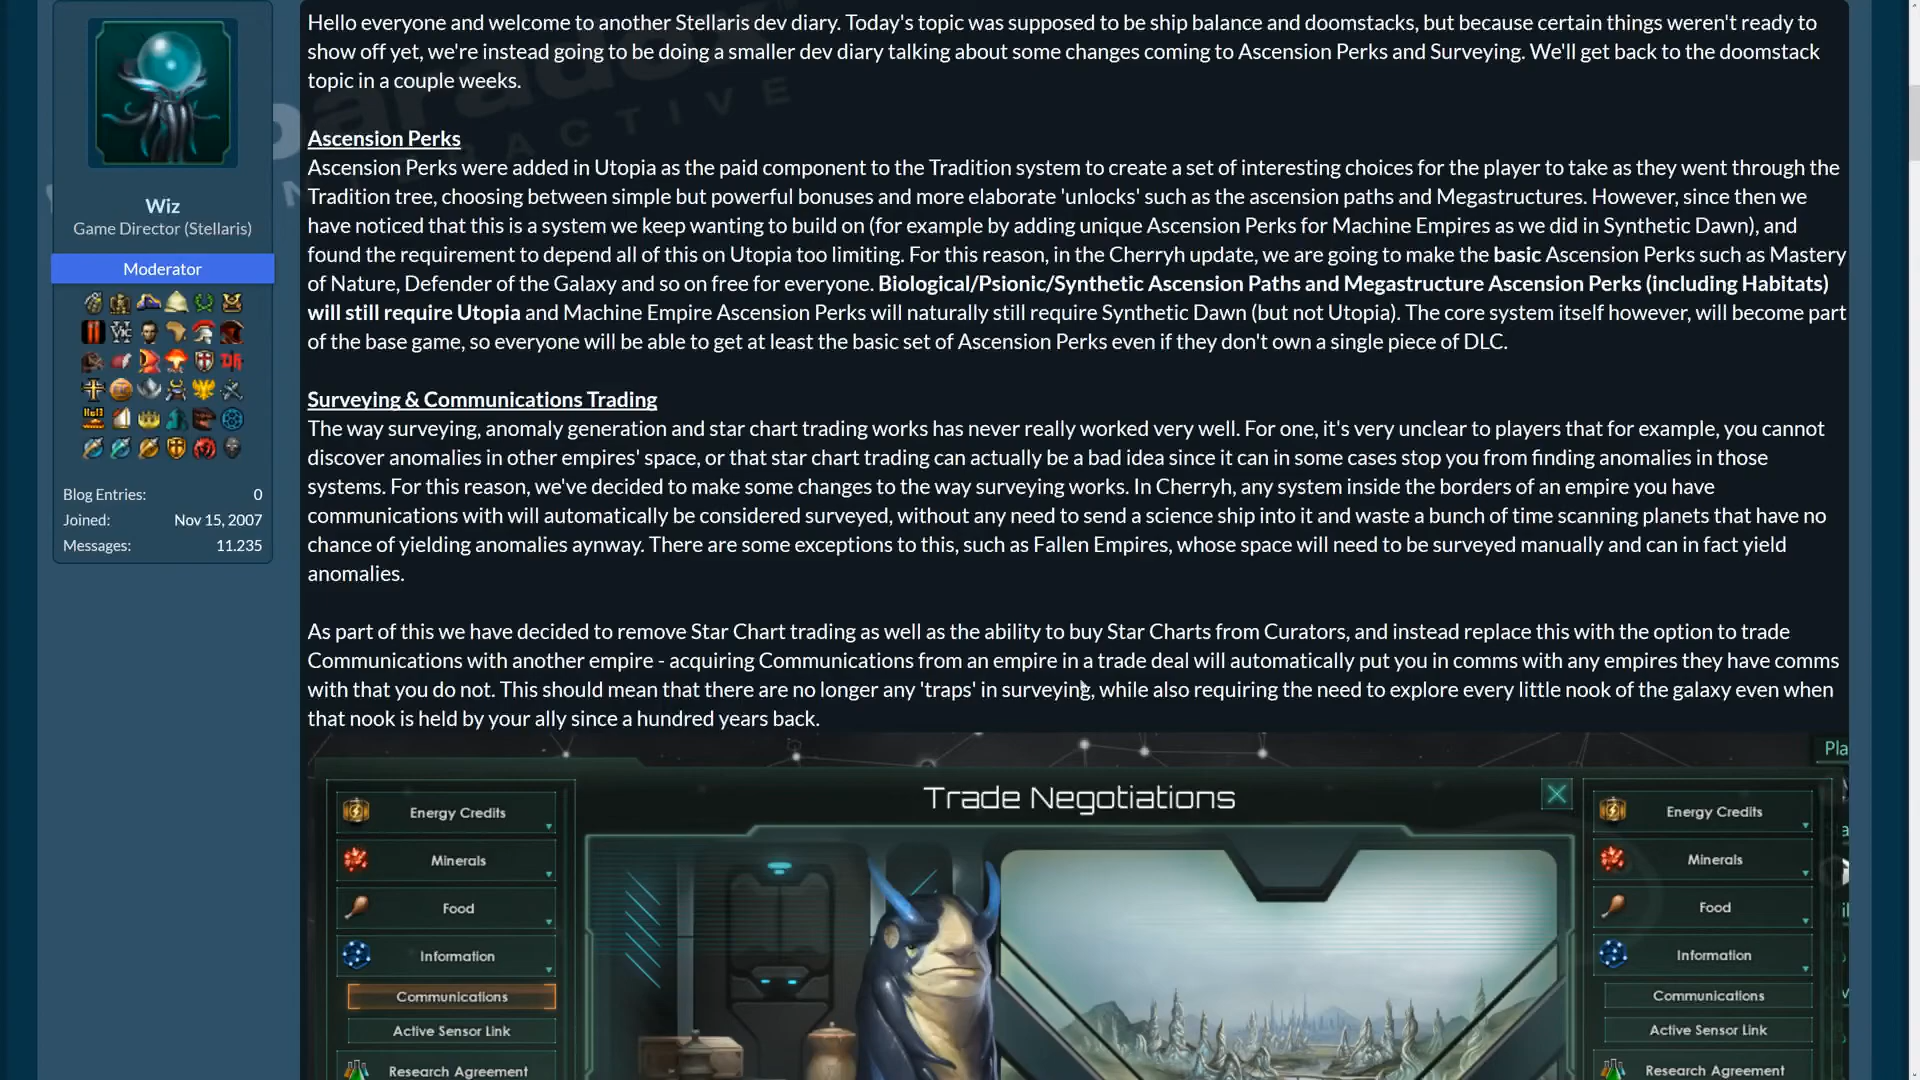 Hello everyone and welcome to another Stellaris dev diary. Today's topic was supposed to be ship balance and doomstacks, but because certain things weren't ready to
show off yet, we're instead going to be doing a smaller dev diary talking about some changes coming to Ascension Perks and Surveying. We'll get back to the doomstack
topic in a couple weeks.
Ascension Perks
Ascension Perks were added in Utopia as the paid component to the Tradition system to create a set of interesting choices for the player to take as they went through the
Tradition tree, choosing between simple but powerful bonuses and more elaborate 'unlocks' such as the ascension paths and Megastructures. However, since then we
have noticed that this is a system we keep wanting to build on (for example by adding unique Ascension Perks for Machine Empires as we did in Synthetic Dawn), and
found the requirement to depend all of this on Utopia too limiting. For this reason, in the Cherryh update, we are going to make the basic Ascension Perks such as Mastery
of Nature, Defender of the Galaxy and so on free for everyone. Biological/Psionic/Synthetic Ascension Paths and Megastructure Ascension Perks (including Habitats)
will still require Utopia and Machine Empire Ascension Perks will naturally still require Synthetic Dawn (but not Utopia). The core system itself however, will become part
of the base game, so everyone will be able to get at least the basic set of Ascension Perks even if they don't own a single piece of DLC.
Surveying & Communications Trading
The way surveying, anomaly generation and star chart trading works has never really worked very well. For one, it's very unclear to players that for example, you cannot
discover anomalies in other empires' space, or that star chart trading can actually be a bad idea since it can in some cases stop you from finding anomalies in those
systems. For this reason, we've decided to make some changes to the way surveying works. In Cherryh, any system inside the borders of an empire you have
communications with will automatically be considered surveyed, without any need to send a science ship into it and waste a bunch of time scanning planets that have no
chance of yielding anomalies aynway. There are some exceptions to this, such as Fallen Empires, whose space will need to be surveyed manually and can in fact yield
anomalies.
As part of this we have decided to remove Star Chart trading as well as the ability to buy Star Charts from Curators, and instead replace this with the option to trade
Communications with another empire - acquiring Communications from an empire in a trade deal will automatically put you in comms with any empires they have comms
with that you do not. This should mean that there are no longer any 'traps' in surveying, while also requiring the need to explore every little nook of the galaxy even when
that nook is held by your ally since a hundred years back.
Wiz
Game Director (Stellaris)
Moderator
Blog Entries: 0
Joined: Nov 15, 2007
Messages: 11.235
Pla
Trade Negotiations
Energy Credits
Minerals
Food
Information
Communications
Active Sensor Link
Research Agreement
Energy Credits
Minerals
Food
Information
Communications
Active Sensor Link
Research Agreement